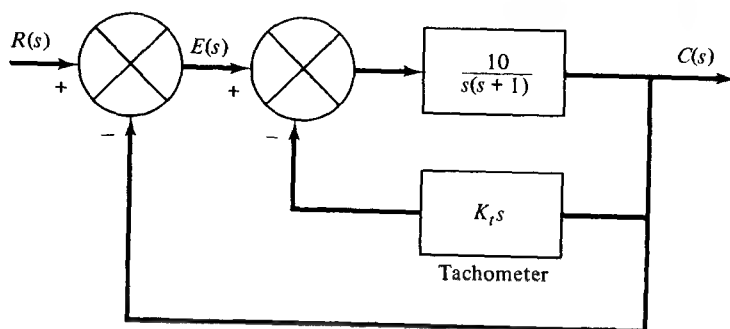 R(s)
E(s)
C(s)
+
−
+
−
10
s(s + 1)
K_t s
Tachometer